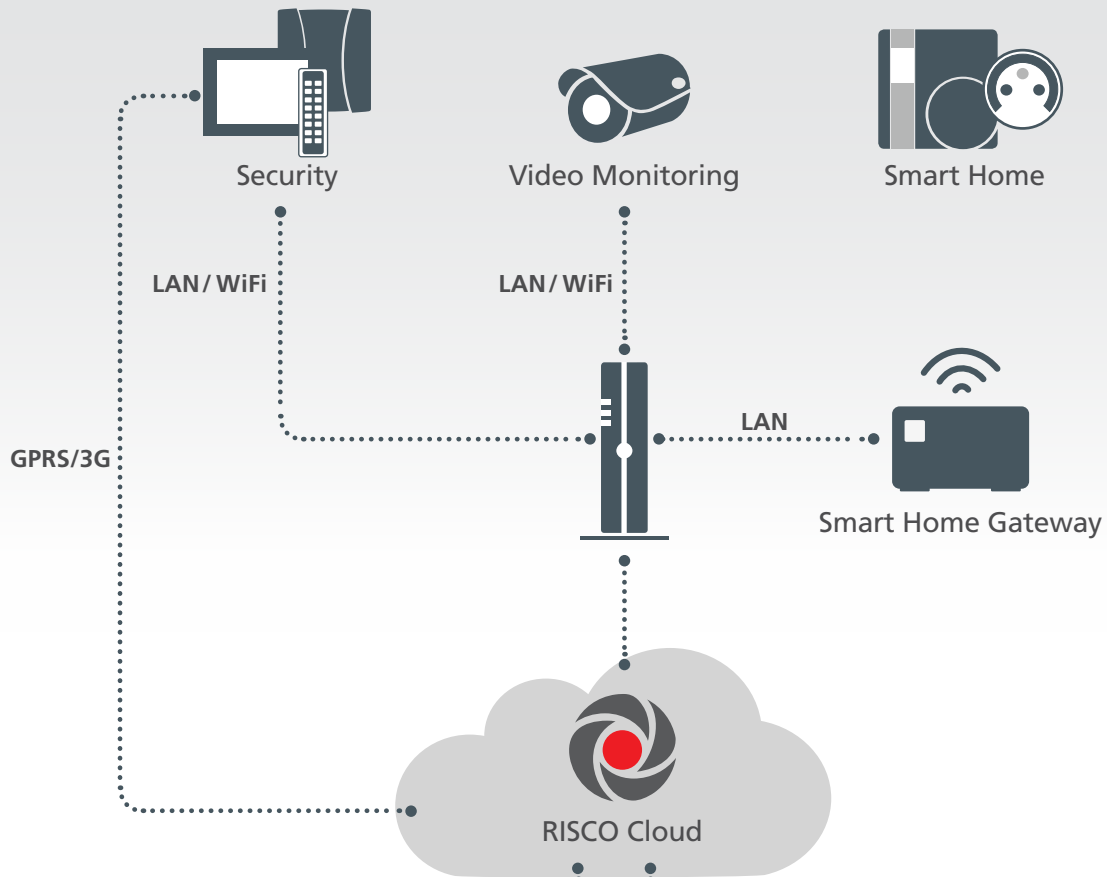 Security
Video Monitoring
Smart Home
LAN/ WiFi
LAN/ WiFi
LAN
GPRS/3G
Smart Home Gateway
RISCO Cloud